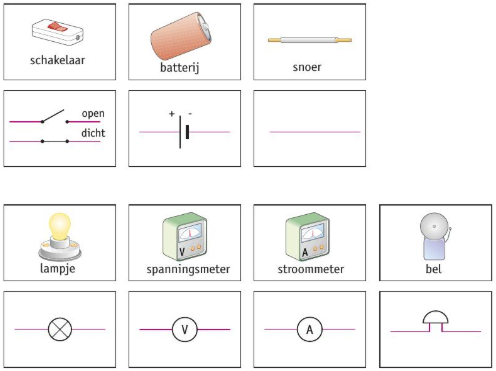 schakelaar
batterij
snoer
open
dicht
+ -
V
A
lampje
spanningsmeter
stroommeter
bel
V
A